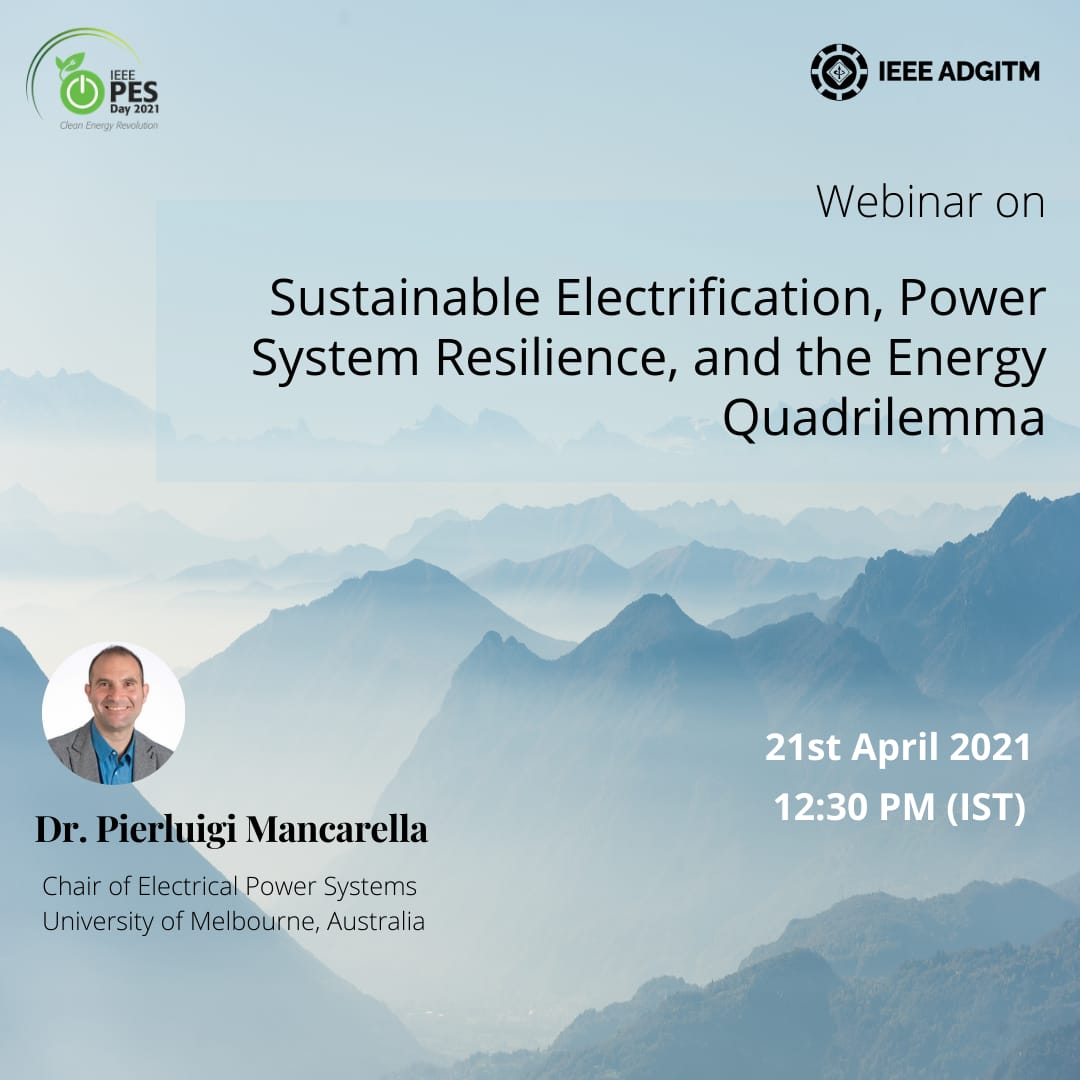 IEEE
PES
Day 2021
Clean Energy Revolution
IEEE ADGITM
Webinar on
Sustainable Electrification, Power
System Resilience, and the Energy
Quadrilemma
21st April 2021
12:30 PM (IST)
Dr. Pierluigi Mancarella
Chair of Electrical Power Systems
University of Melbourne, Australia